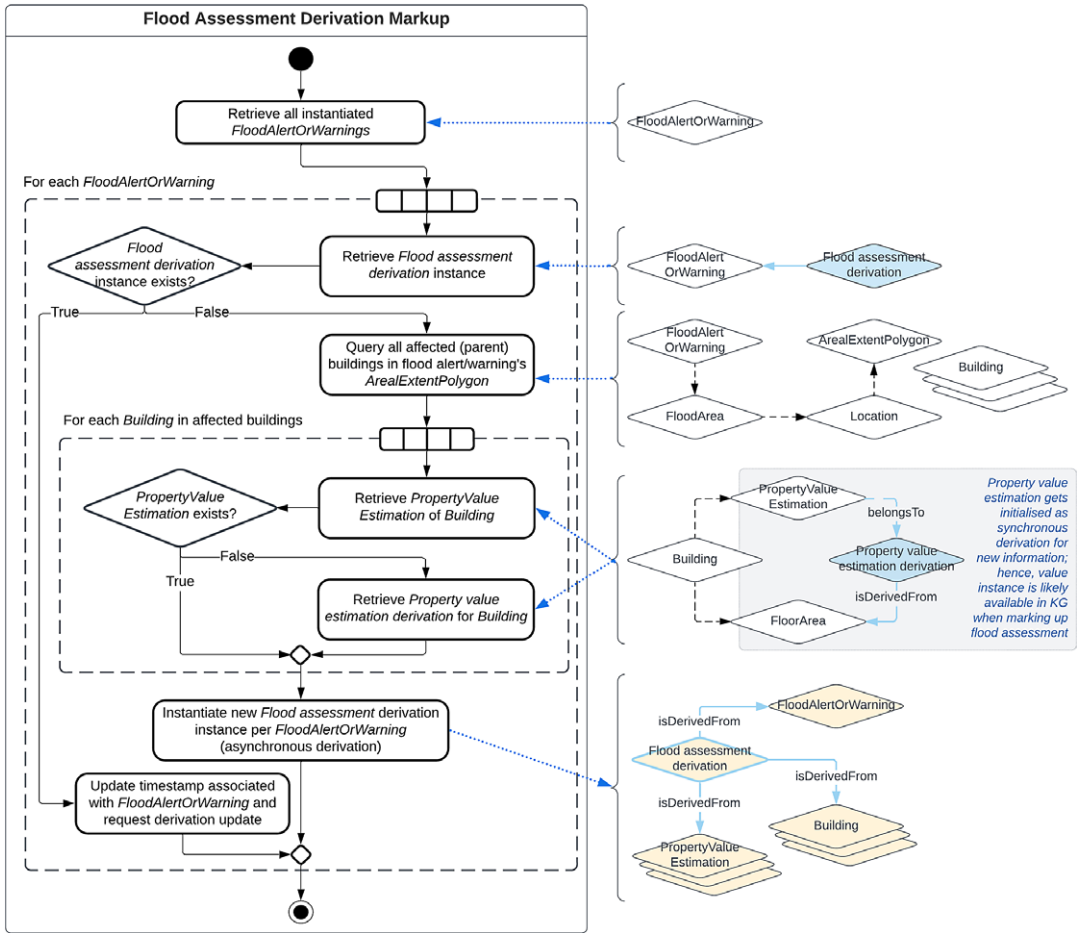 Flood Assessment Derivation Markup
Retrieve all instantiated
FloodAlertOrWarnings
FloodAlertOrWarning
For each FloodAlertOrWarning
Flood
assessment derivation
instance exists?
Retrieve Flood assessment
derivation instance
FloodAlert
OrWarning
Flood assessment
derivation
True
False
Query all affected (parent)
buildings in flood alert/warning's
ArealExtentPolygon
FloodAlert
OrWarning
ArealExtentPolygon
Building
FloodArea
Location
For each Building in affected buildings
PropertyValue
Estimation exists?
Retrieve PropertyValue
Estimation of Building
False
True
Retrieve Property value
estimation derivation for Building
PropertyValue
Estimation
belongsTo
Building
Property value
estimation derivation
isDerivedFrom
FloorArea
Property value
estimation gets
initialised as
synchronous
derivation for
new information;
hence, value
instance is likely
available in KG
when marking up
flood assessment
Instantiate new Flood assessment derivation
instance per FloodAlertOrWarning
(asynchronous derivation)
Update timestamp associated
with FloodAlertOrWarning and
request derivation update
FloodAlertOrWarning
isDerivedFrom
Flood assessment
derivation
isDerivedFrom
isDerivedFrom
Building
PropertyValue
Estimation